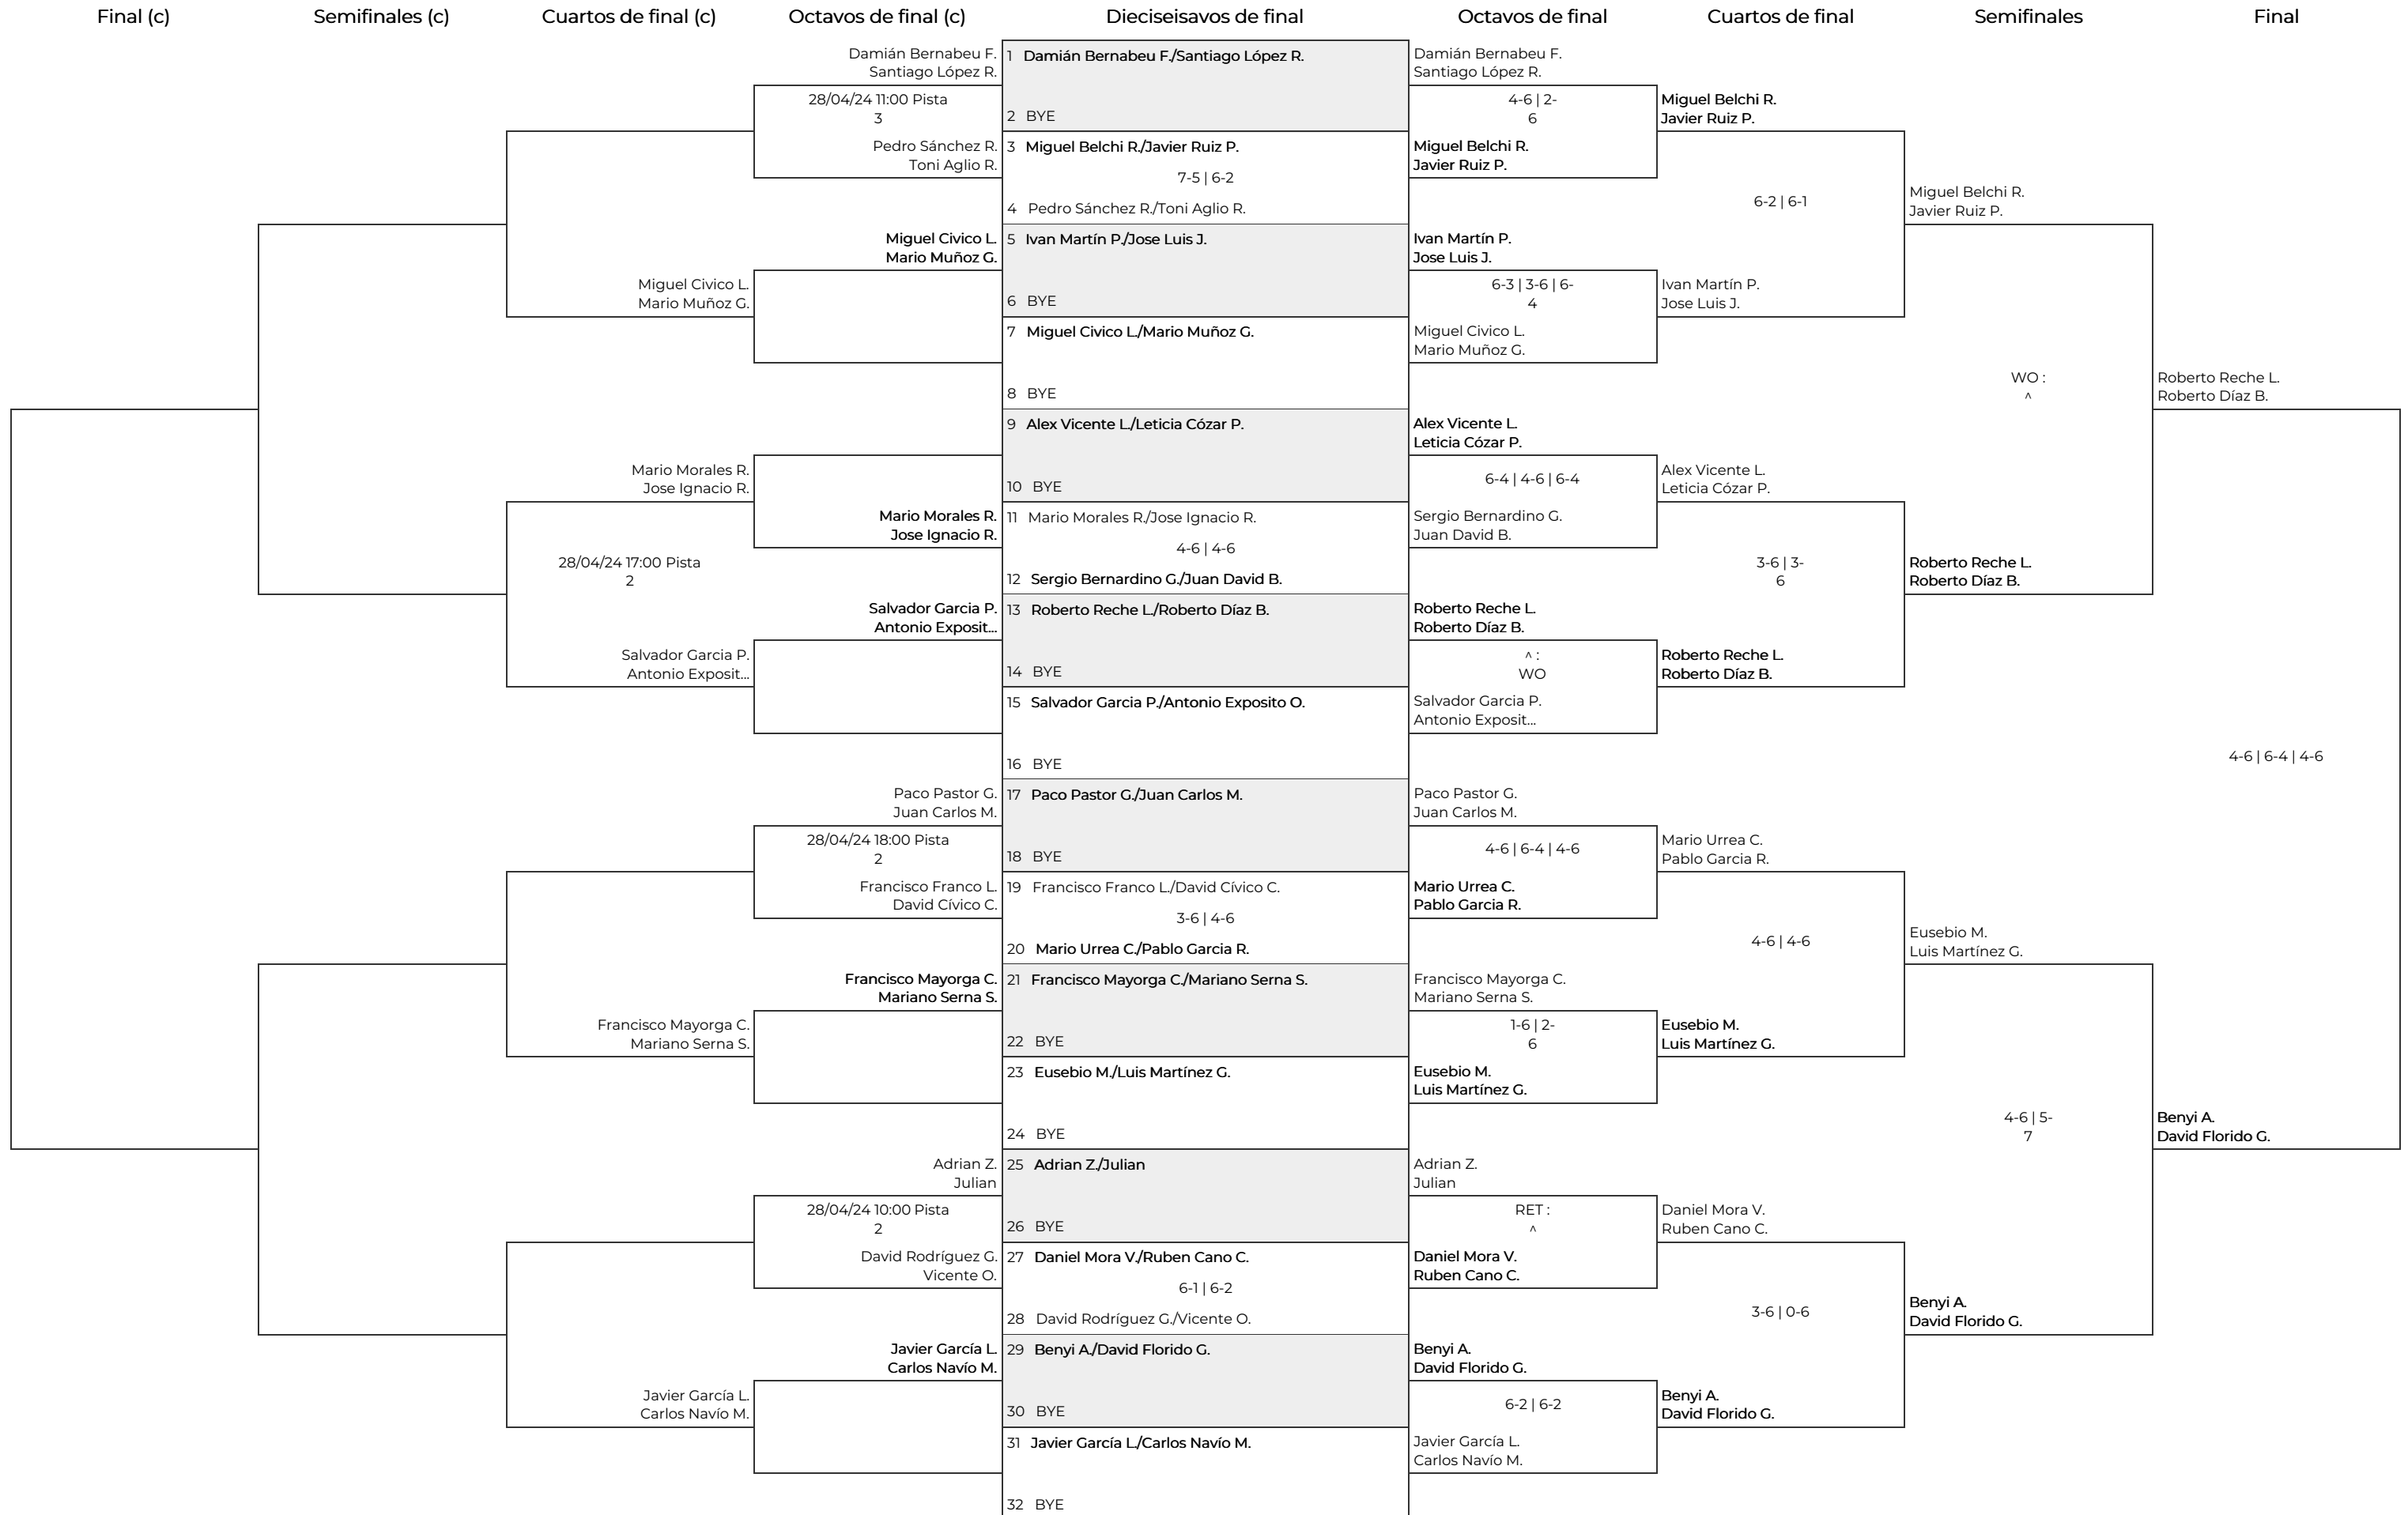 Final (c)
Semifinales (c)
Cuartos de final (c)
Octavos de final (c)
Dieciseisavos de final
Octavos de final
Cuartos de final
Semifinales
Final
Miguel Civico L.
Mario Muñoz G.
Mario Morales R.
Jose Ignacio R.
28/04/24 17:00 Pista
2
Salvador Garcia P.
Antonio Exposit...
Francisco Mayorga C.
Mariano Serna S.
Javier García L.
Carlos Navío M.
Damián Bernabeu F.
Santiago López R.
28/04/24 11:00 Pista
3
Pedro Sánchez R.
Toni Aglio R.
Miguel Civico L.
Mario Muñoz G.
Mario Morales R.
Jose Ignacio R.
Salvador Garcia P.
Antonio Exposit...
Paco Pastor G.
Juan Carlos M.
28/04/24 18:00 Pista
2
Francisco Franco L.
David Cívico C.
Francisco Mayorga C.
Mariano Serna S.
Adrian Z.
Julian
28/04/24 10:00 Pista
2
David Rodríguez G.
Vicente O.
Javier García L.
Carlos Navío M.
1 Damián Bernabeu F./Santiago López R.
2 BYE
3 Miguel Belchi R./Javier Ruiz P.
7-5 | 6-2
4 Pedro Sánchez R./Toni Aglio R.
5 Ivan Martín P./Jose Luis J.
6 BYE
7 Miguel Civico L./Mario Muñoz G.
8 BYE
9 Alex Vicente L./Leticia Cózar P.
10 BYE
11 Mario Morales R./Jose Ignacio R.
4-6 | 4-6
12 Sergio Bernardino G./Juan David B.
13 Roberto Reche L./Roberto Díaz B.
14 BYE
15 Salvador Garcia P./Antonio Exposito O.
16 BYE
17 Paco Pastor G./Juan Carlos M.
18 BYE
19 Francisco Franco L./David Cívico C.
3-6 | 4-6
20 Mario Urrea C./Pablo Garcia R.
21 Francisco Mayorga C./Mariano Serna S.
22 BYE
23 Eusebio M./Luis Martínez G.
24 BYE
25 Adrian Z./Julian
26 BYE
27 Daniel Mora V./Ruben Cano C.
6-1 | 6-2
28 David Rodríguez G./Vicente O.
29 Benyi A./David Florido G.
30 BYE
31 Javier García L./Carlos Navío M.
32 BYE
Damián Bernabeu F.
Santiago López R.
4-6 | 2-
6
Miguel Belchi R.
Javier Ruiz P.
Ivan Martín P.
Jose Luis J.
6-3 | 3-6 | 6-
4
Miguel Civico L.
Mario Muñoz G.
Alex Vicente L.
Leticia Cózar P.
6-4 | 4-6 | 6-4
Sergio Bernardino G.
Juan David B.
Roberto Reche L.
Roberto Díaz B.
^ :
WO
Salvador Garcia P.
Antonio Exposit...
Paco Pastor G.
Juan Carlos M.
4-6 | 6-4 | 4-6
Mario Urrea C.
Pablo Garcia R.
Francisco Mayorga C.
Mariano Serna S.
1-6 | 2-
6
Eusebio M.
Luis Martínez G.
Adrian Z.
Julian
RET :
^
Daniel Mora V.
Ruben Cano C.
Benyi A.
David Florido G.
6-2 | 6-2
Javier García L.
Carlos Navío M.
Miguel Belchi R.
Javier Ruiz P.
6-2 | 6-1
Ivan Martín P.
Jose Luis J.
Alex Vicente L.
Leticia Cózar P.
3-6 | 3-
6
Roberto Reche L.
Roberto Díaz B.
Mario Urrea C.
Pablo Garcia R.
4-6 | 4-6
Eusebio M.
Luis Martínez G.
Daniel Mora V.
Ruben Cano C.
3-6 | 0-6
Benyi A.
David Florido G.
Miguel Belchi R.
Javier Ruiz P.
WO :
^
Roberto Reche L.
Roberto Díaz B.
Eusebio M.
Luis Martínez G.
4-6 | 5-
7
Benyi A.
David Florido G.
Roberto Reche L.
Roberto Díaz B.
4-6 | 6-4 | 4-6
Benyi A.
David Florido G.